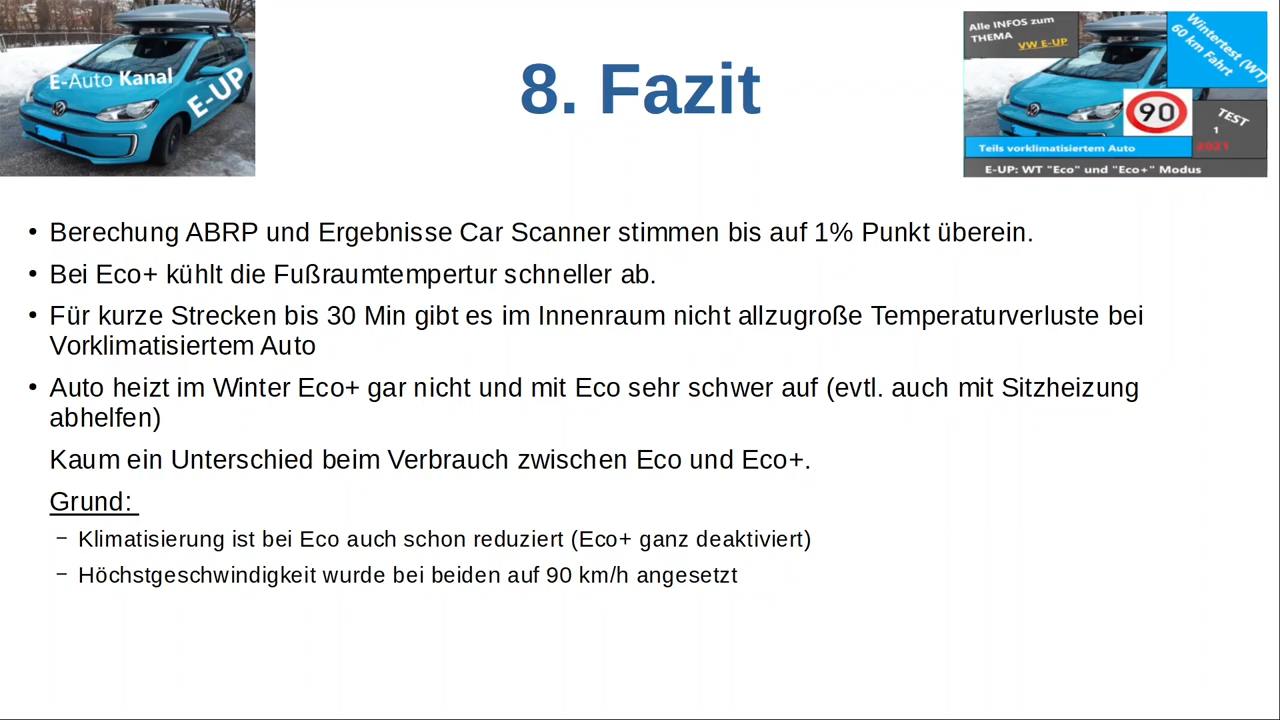 E-Auto Kanal
E-UP
8. Fazit
Alle INFOS zum
THEMA
VW E-UP
Wintertest (WT)
60 km Fahrt
90
TEST
1
2021
Teils vorklimatisiertem Auto
E-UP: WT "Eco" und "Eco+" Modus
• Berechung ABRP und Ergebnisse Car Scanner stimmen bis auf 1% Punkt überein.
• Bei Eco+ kühlt die Fußraumtempertur schneller ab.
• Für kurze Strecken bis 30 Min gibt es im Innenraum nicht allzugroße Temperaturverluste bei
Vorklimatisiertem Auto
• Auto heizt im Winter Eco+ gar nicht und mit Eco sehr schwer auf (evtl. auch mit Sitzheizung
abhelfen)
Kaum ein Unterschied beim Verbrauch zwischen Eco und Eco+.
Grund:
– Klimatisierung ist bei Eco auch schon reduziert (Eco+ ganz deaktiviert)
– Höchstgeschwindigkeit wurde bei beiden auf 90 km/h angesetzt